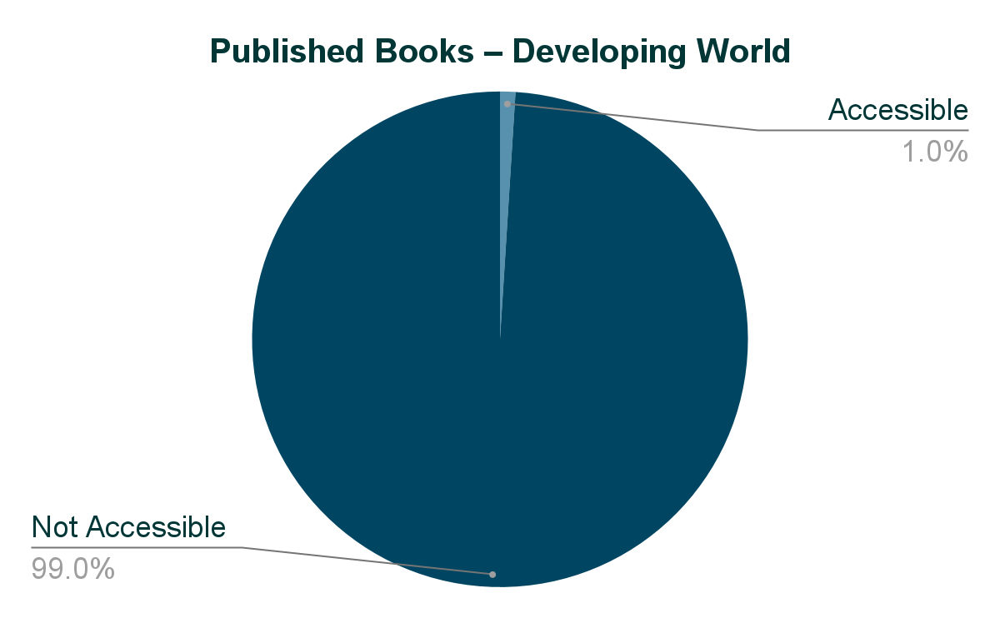 Published Books – Developing World
Accessible
1.0%
Not Accessible
99.0%